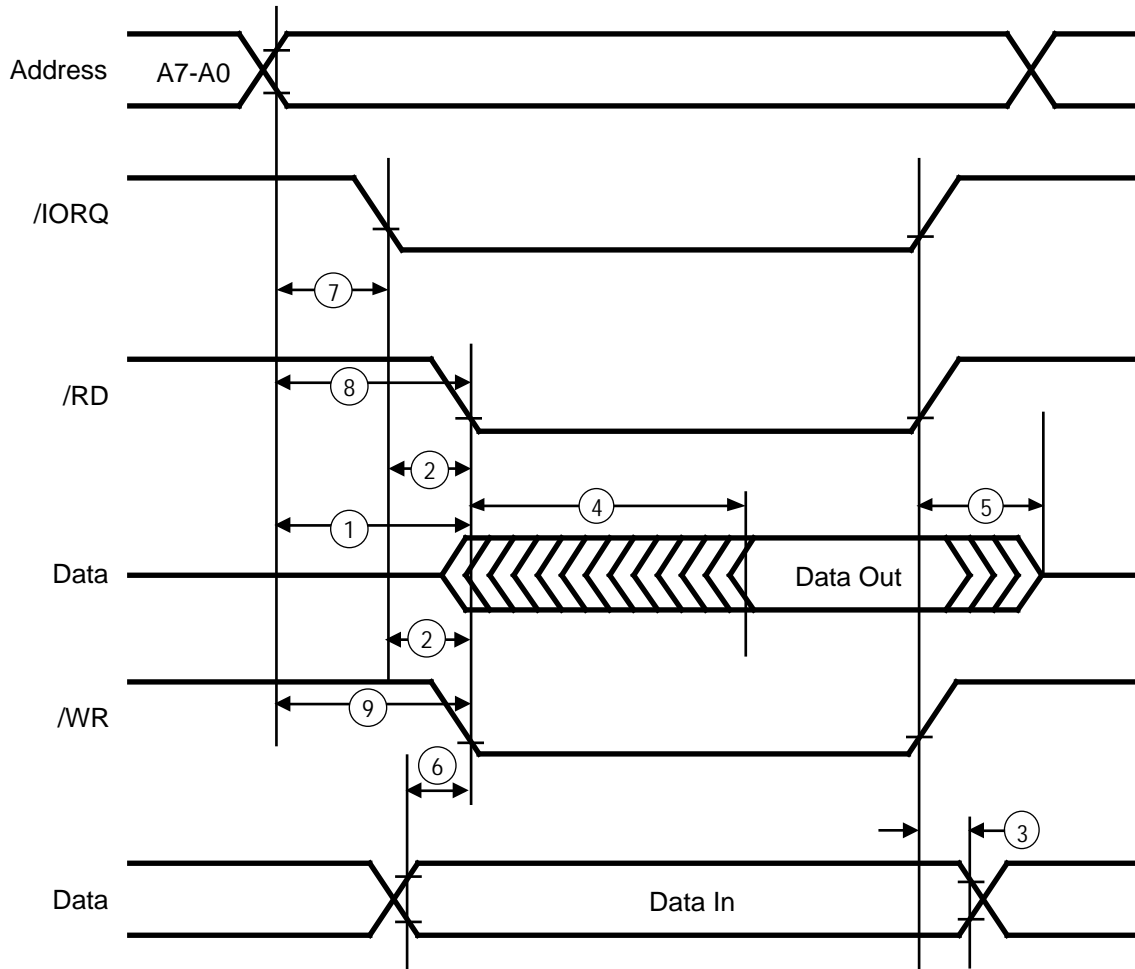 Address
A7-A0
/IORQ
7
/RD
8
2
4
5
1
Data
Data Out
2
/WR
9
6
3
Data
Data In